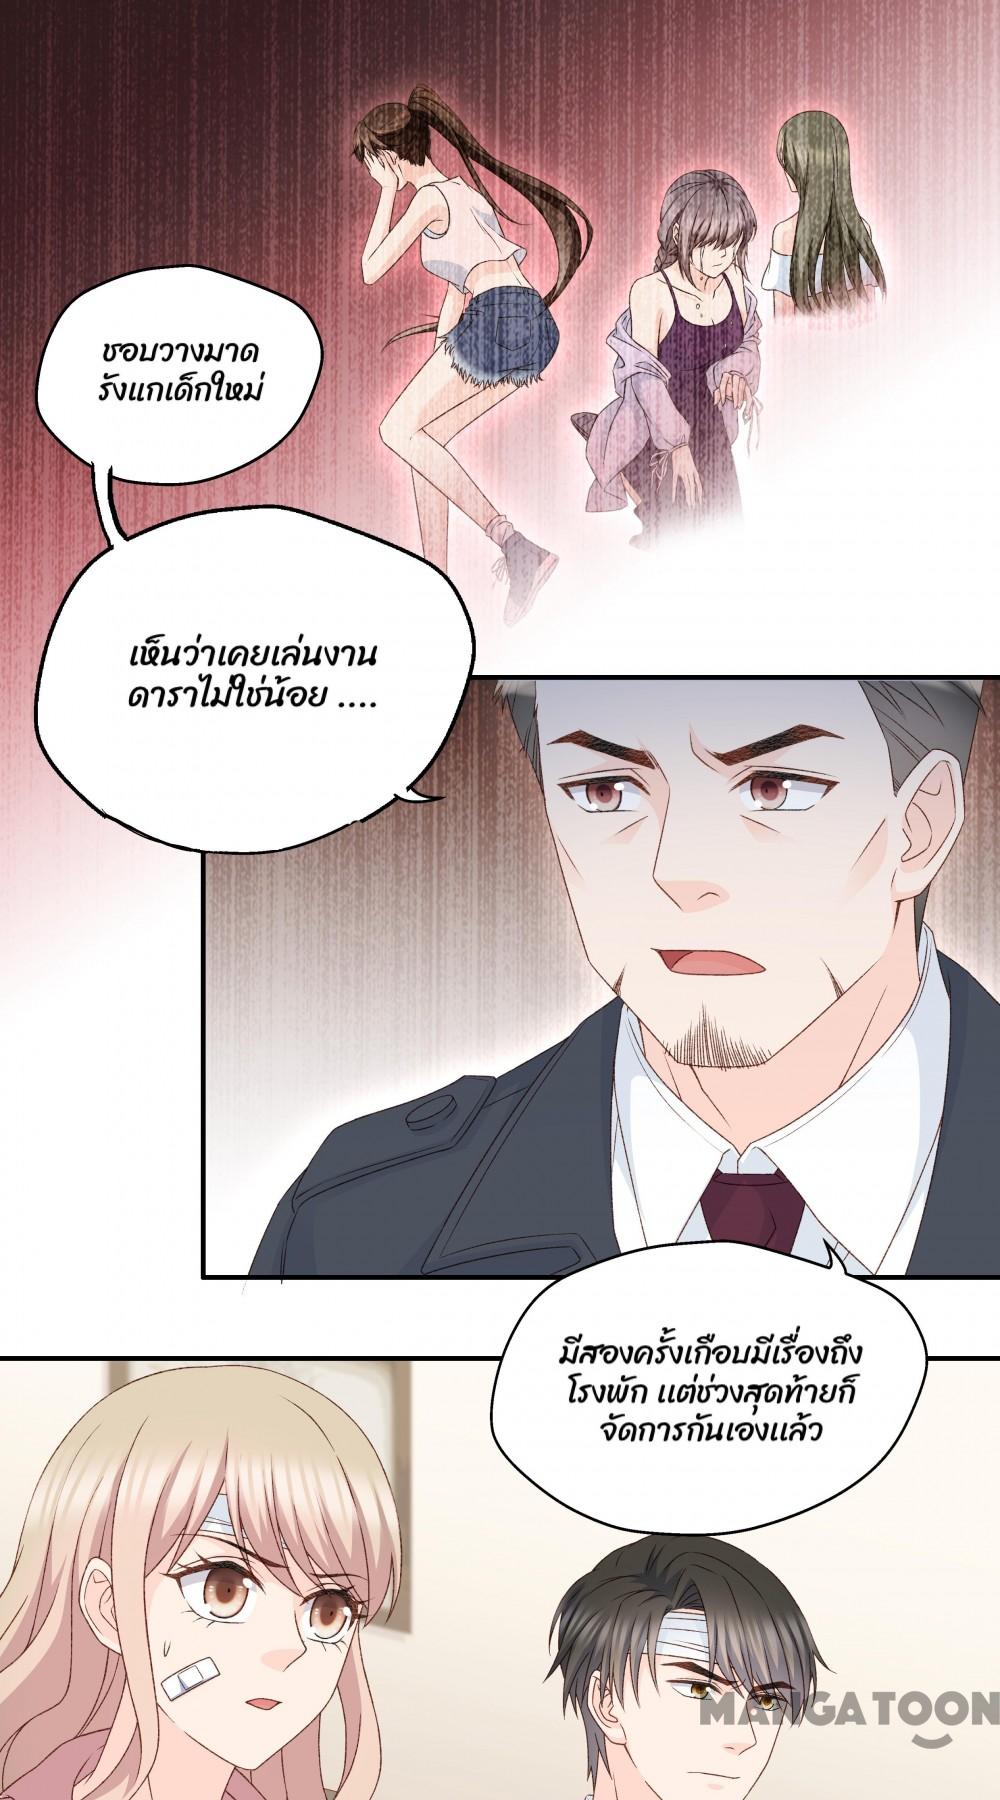 ชอบวางมาด
รังแกเด็กใหม่
เห็นว่าเคยเล่นงาน
ดาราไม่ใช่น้อย ....
มีสองครั้งเกือบมีเรื่องถึง
โรงพัก แต่ช่วงสุดท้ายก็
จัดการกันเองแล้ว
MANGATOON